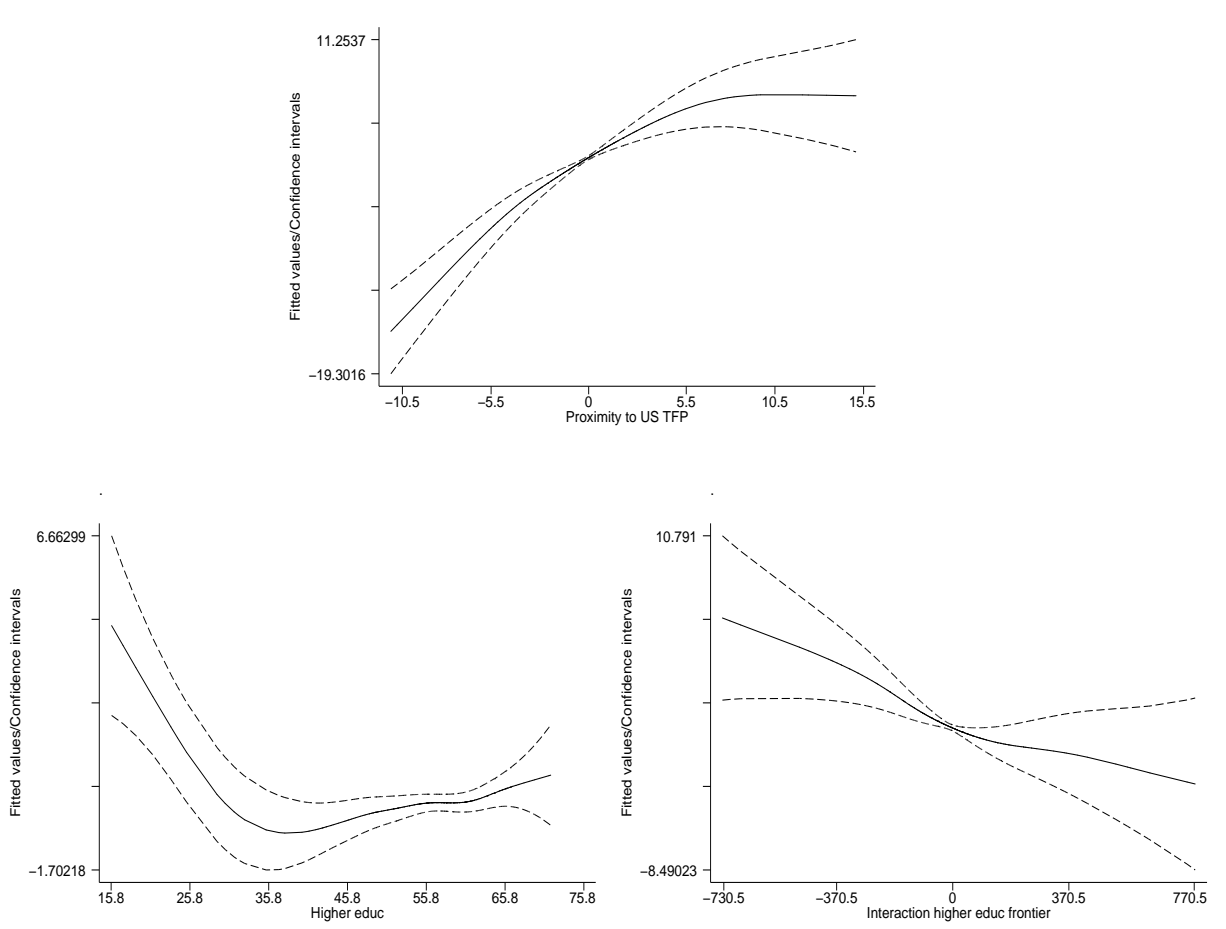 11.2537
Fitted values/Confidence intervals
−19.3016
−10.5 −5.5 0 5.5 10.5 15.5
Proximity to US TFP
6.66299
Fitted values/Confidence intervals
−1.70218
15.8 25.8 35.8 45.8 55.8 65.8 75.8
Higher educ
10.791
Fitted values/Confidence intervals
−8.49023
−730.5 −370.5 0 370.5 770.5
Interaction higher educ frontier